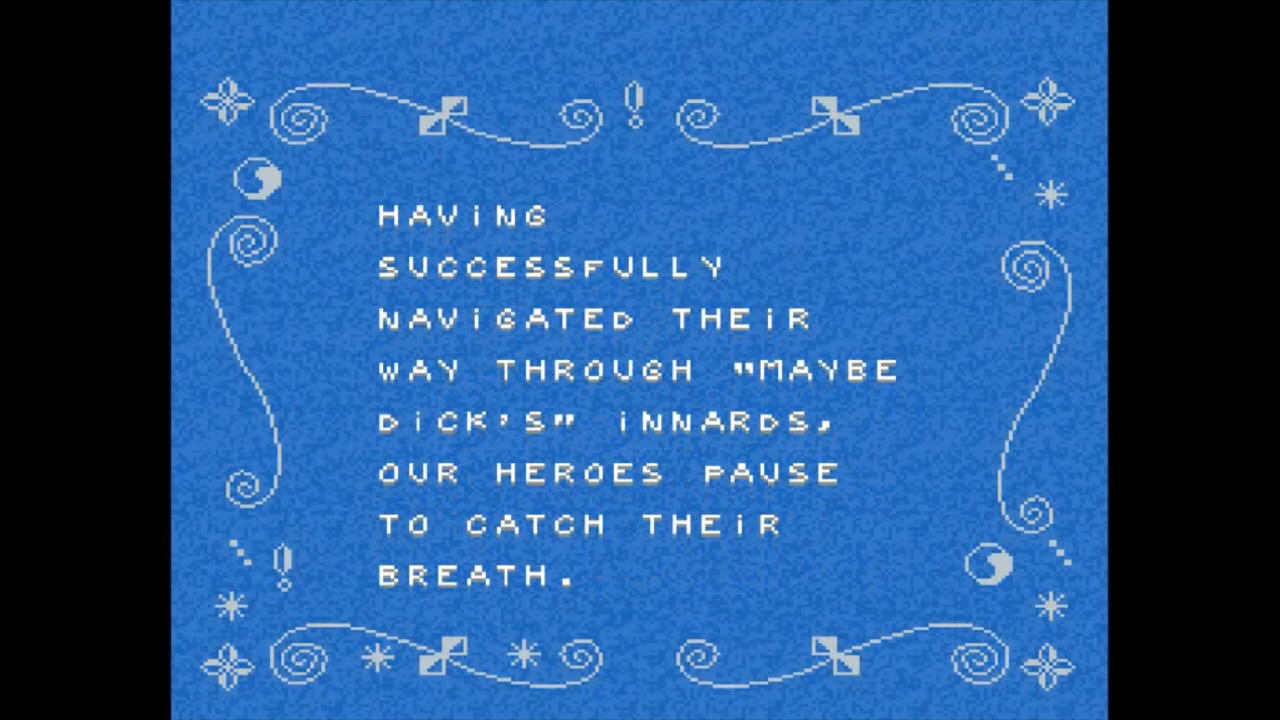 HAViNG
SUCCESSFULLY
NAViGATED THEiR
WAY THROUGH "MAYBE
DiCK'S" iNNARDS,
OUR HEROES PAUSE
TO CATCH THEiR
BREATH.